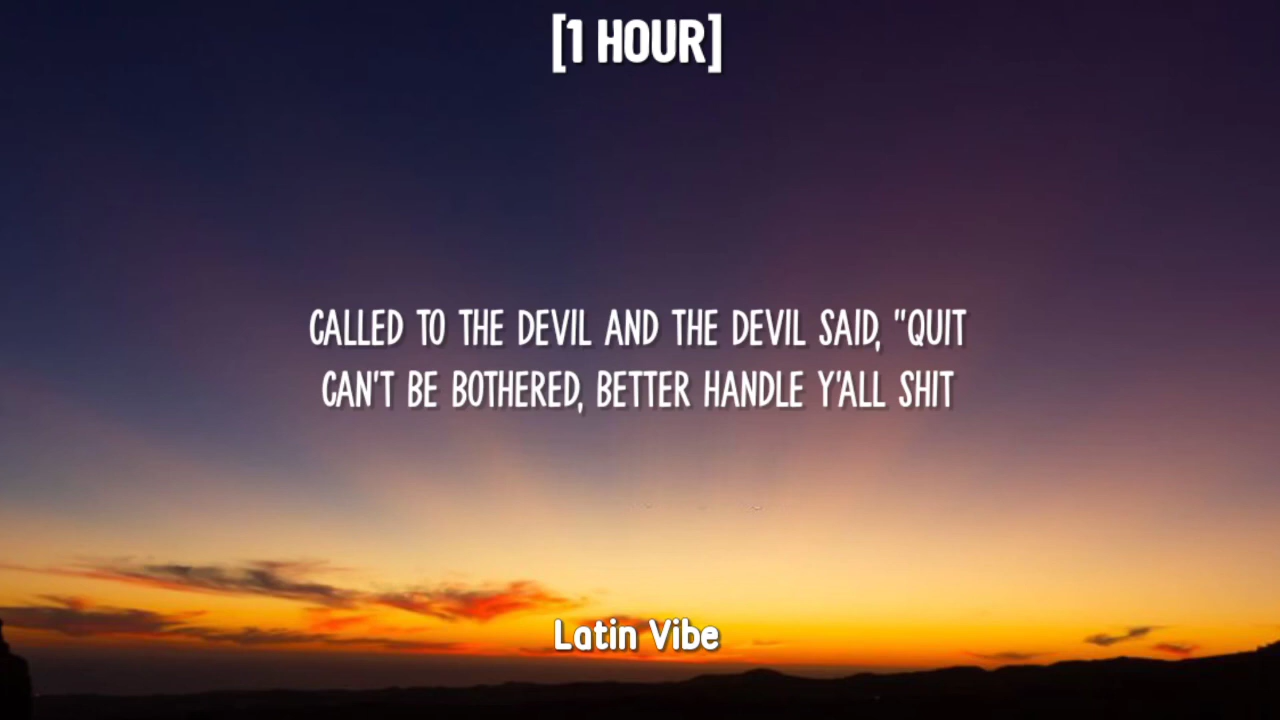 [1 HOUR]
CALLED TO THE DEVIL AND THE DEVIL SAID, "QUIT
CAN'T BE BOTHERED, BETTER HANDLE Y'ALL SHIT
Latin Vibe